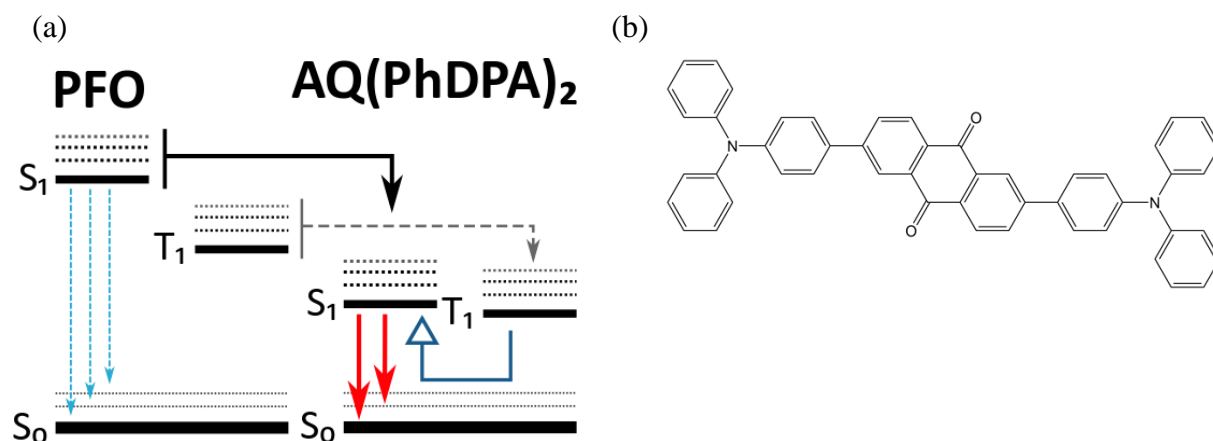 (a)
(b)
PFO
AQ(PhDPA)₂
S₁
T₁
S₁
T₁
S₀
S₀
O
N
O
N